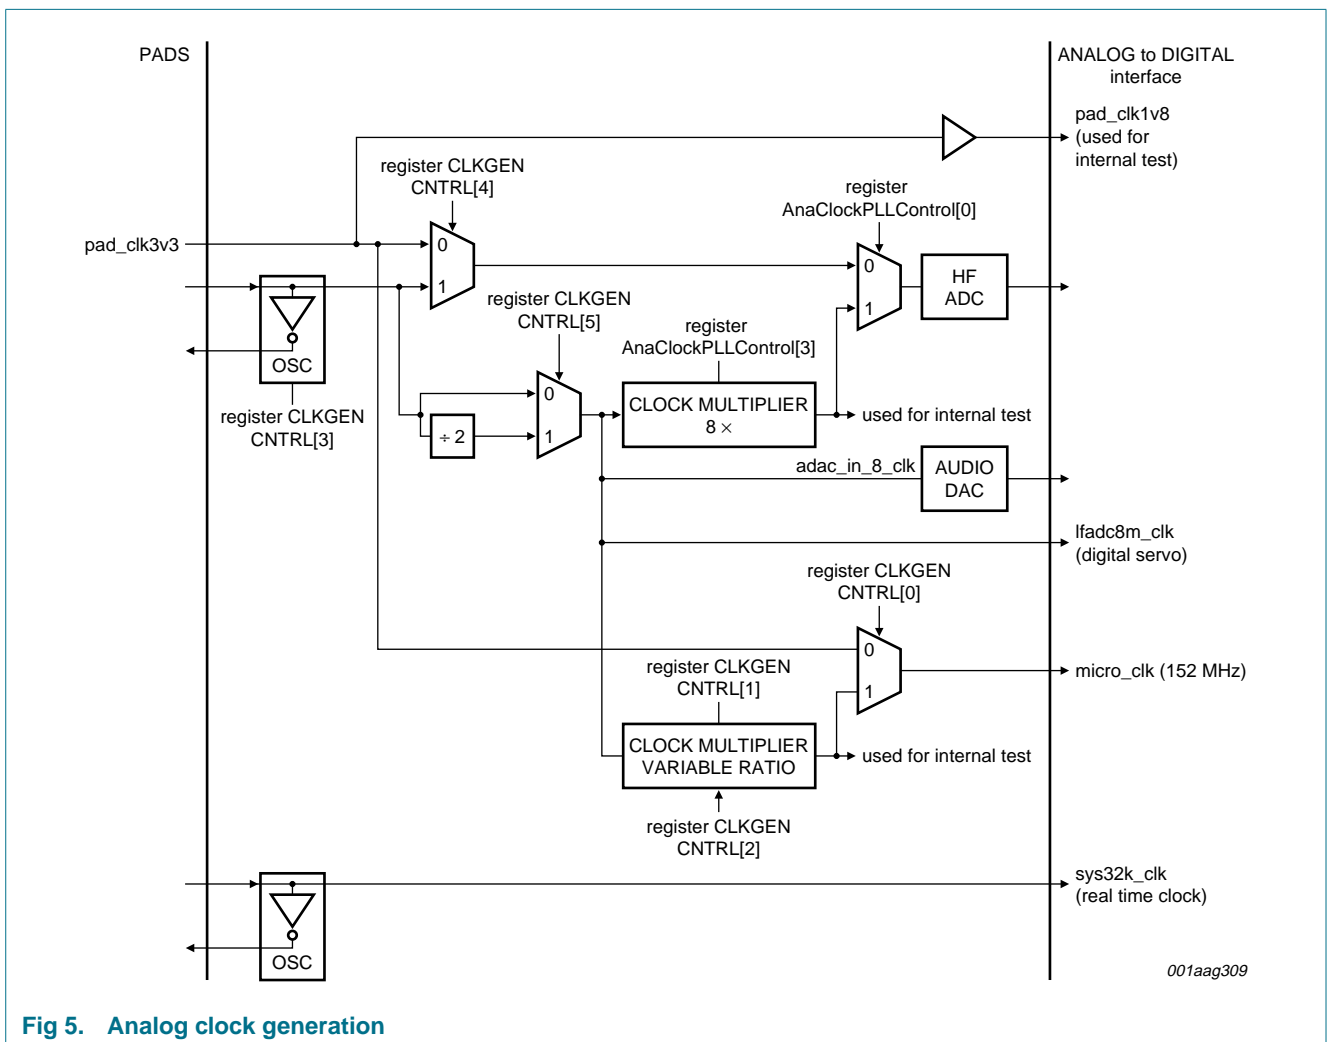 PADS
ANALOG to DIGITAL
interface
pad_clk1v8
(used for
internal test)
register CLKGEN
CNTRL[4]
register
AnaClockPLLControl[0]
pad_clk3v3
0
1
0
1
HF
ADC
OSC
register CLKGEN
CNTRL[3]
register CLKGEN
CNTRL[5]
register
AnaClockPLLControl[3]
0
1
÷ 2
CLOCK MULTIPLIER
8 ×
used for internal test
adac_in_8_clk
AUDIO
DAC
lfadc8m_clk
(digital servo)
register CLKGEN
CNTRL[0]
0
1
micro_clk (152 MHz)
register CLKGEN
CNTRL[1]
CLOCK MULTIPLIER
VARIABLE RATIO
used for internal test
register CLKGEN
CNTRL[2]
OSC
sys32k_clk
(real time clock)
001aag309
Fig 5. Analog clock generation